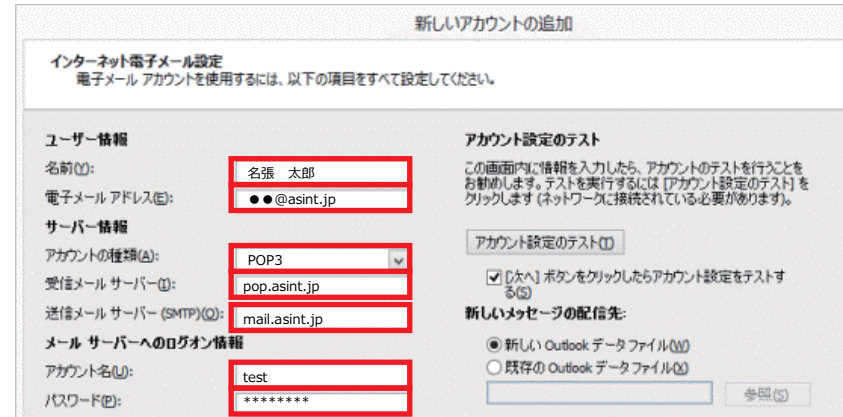 新しいアカウントの追加
インターネット電子メール設定
電子メール アカウントを使用するには、以下の項目をすべて設定してください。
ユーザー情報
名前(Y):
名張　太郎
電子メール アドレス(E):
●●@asint.jp
サーバー情報
アカウントの種類(A):
POP3
受信メール サーバー(I):
pop.asint.jp
送信メール サーバー (SMTP)(O):
mail.asint.jp
メール サーバーへのログオン情報
アカウント名(U):
test
パスワード(P):
********
アカウント設定のテスト
この画面内に情報を入力したら、アカウントのテストを行うことを
お勧めします。テストを実行するには [アカウント設定のテスト] を
クリックします (ネットワークに接続されている必要があります)。
アカウント設定のテスト(T)
[次へ] ボタンをクリックしたらアカウント設定をテストす
る(S)
新しいメッセージの配信先:
新しい Outlook データ ファイル(W)
既存の Outlook データ ファイル(X)
参照(S)